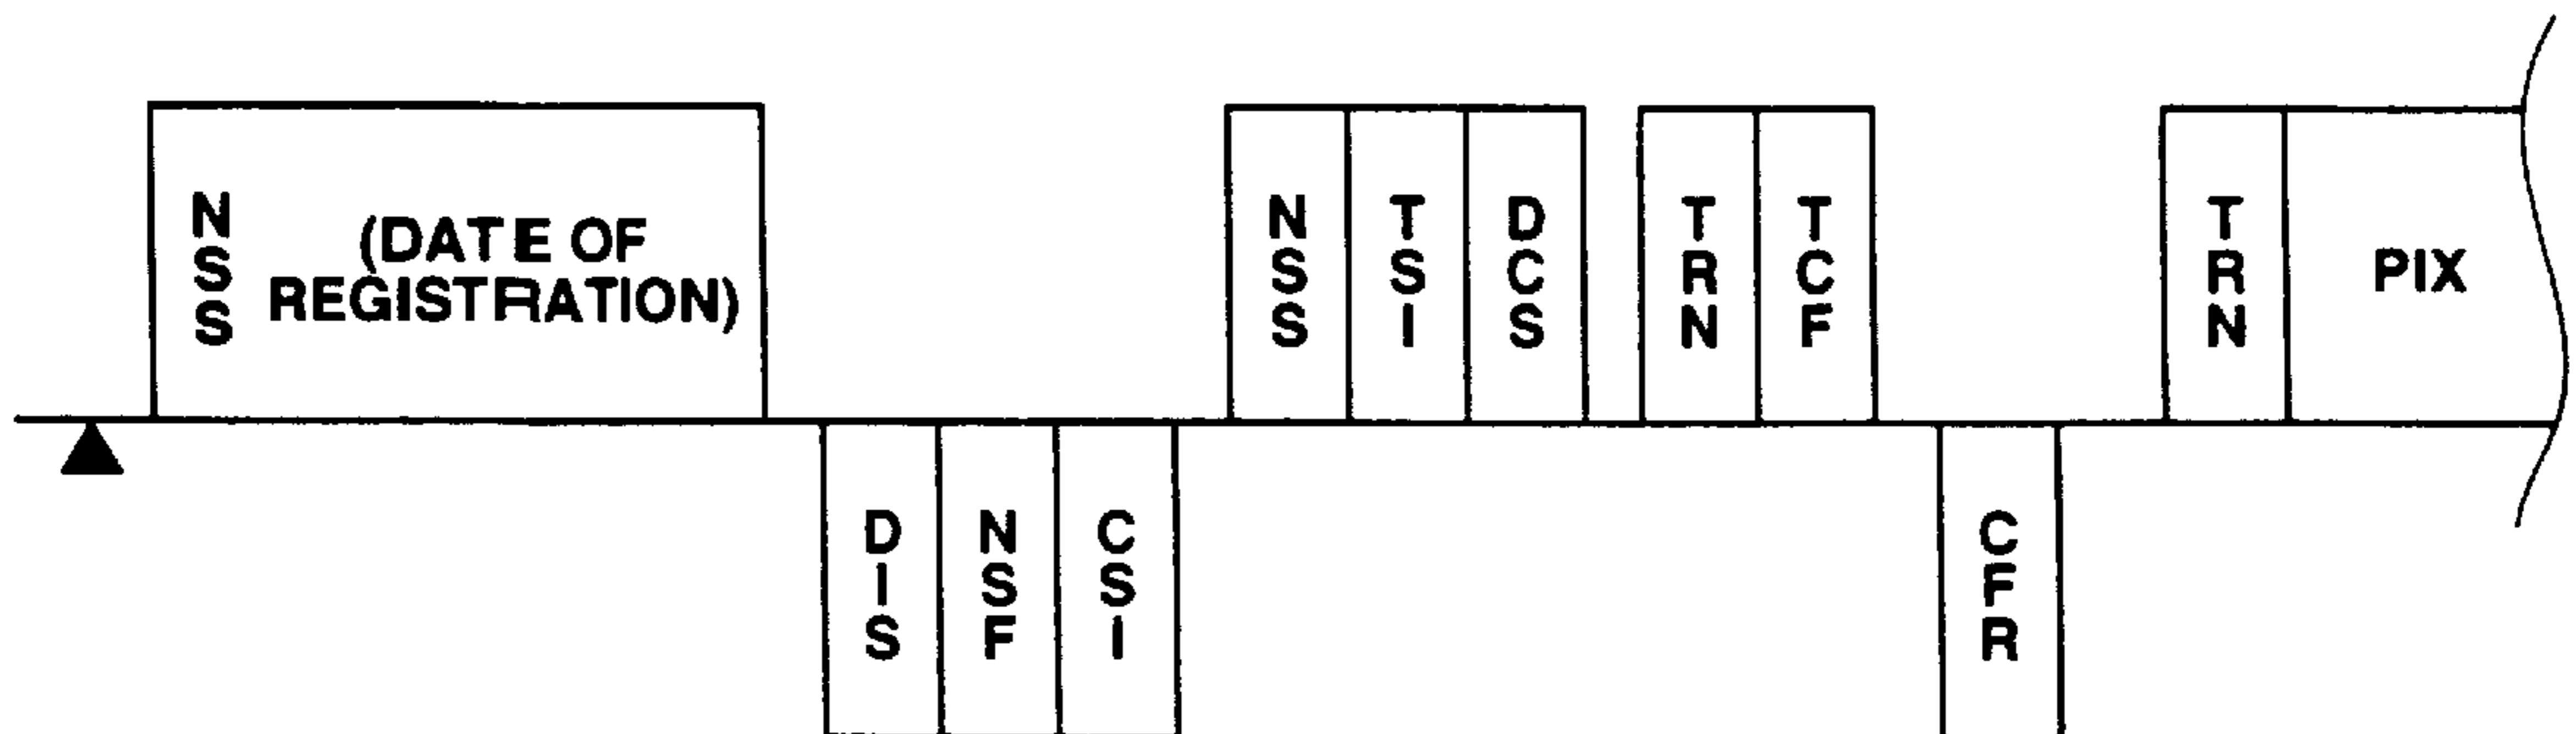 NSS
(DATE OF
REGISTRATION)
DIS
NSF
CSI
NSS
TSI
DCS
TRN
TCF
CFR
TRN
PIX